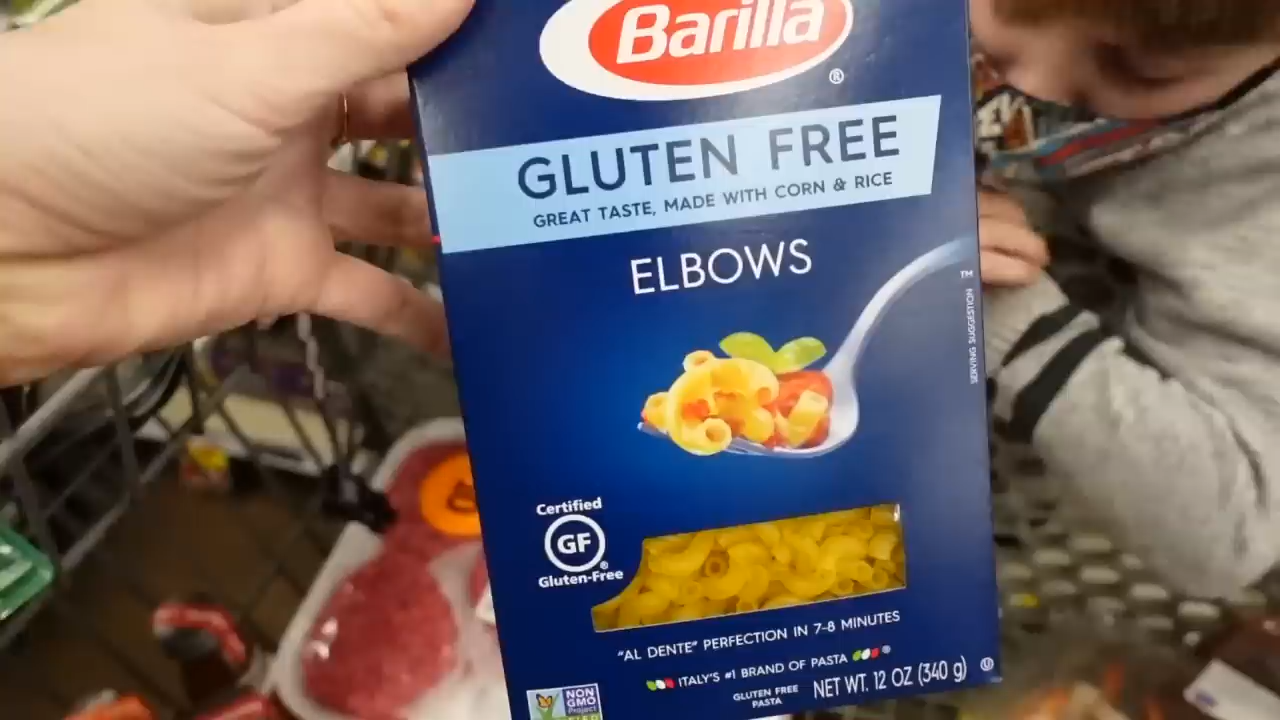 Barilla
®
GLUTEN FREE
GREAT TASTE, MADE WITH CORN & RICE
ELBOWS
TM
SERVING SUGGESTION
Certified
GF
®
Gluten-Free
"AL DENTE" PERFECTION IN 7-8 MINUTES
ITALY'S #1 BRAND OF PASTA ®
GLUTEN FREE
PASTA
NET WT. 12 OZ (340 g)
U
NON
GMO
Project